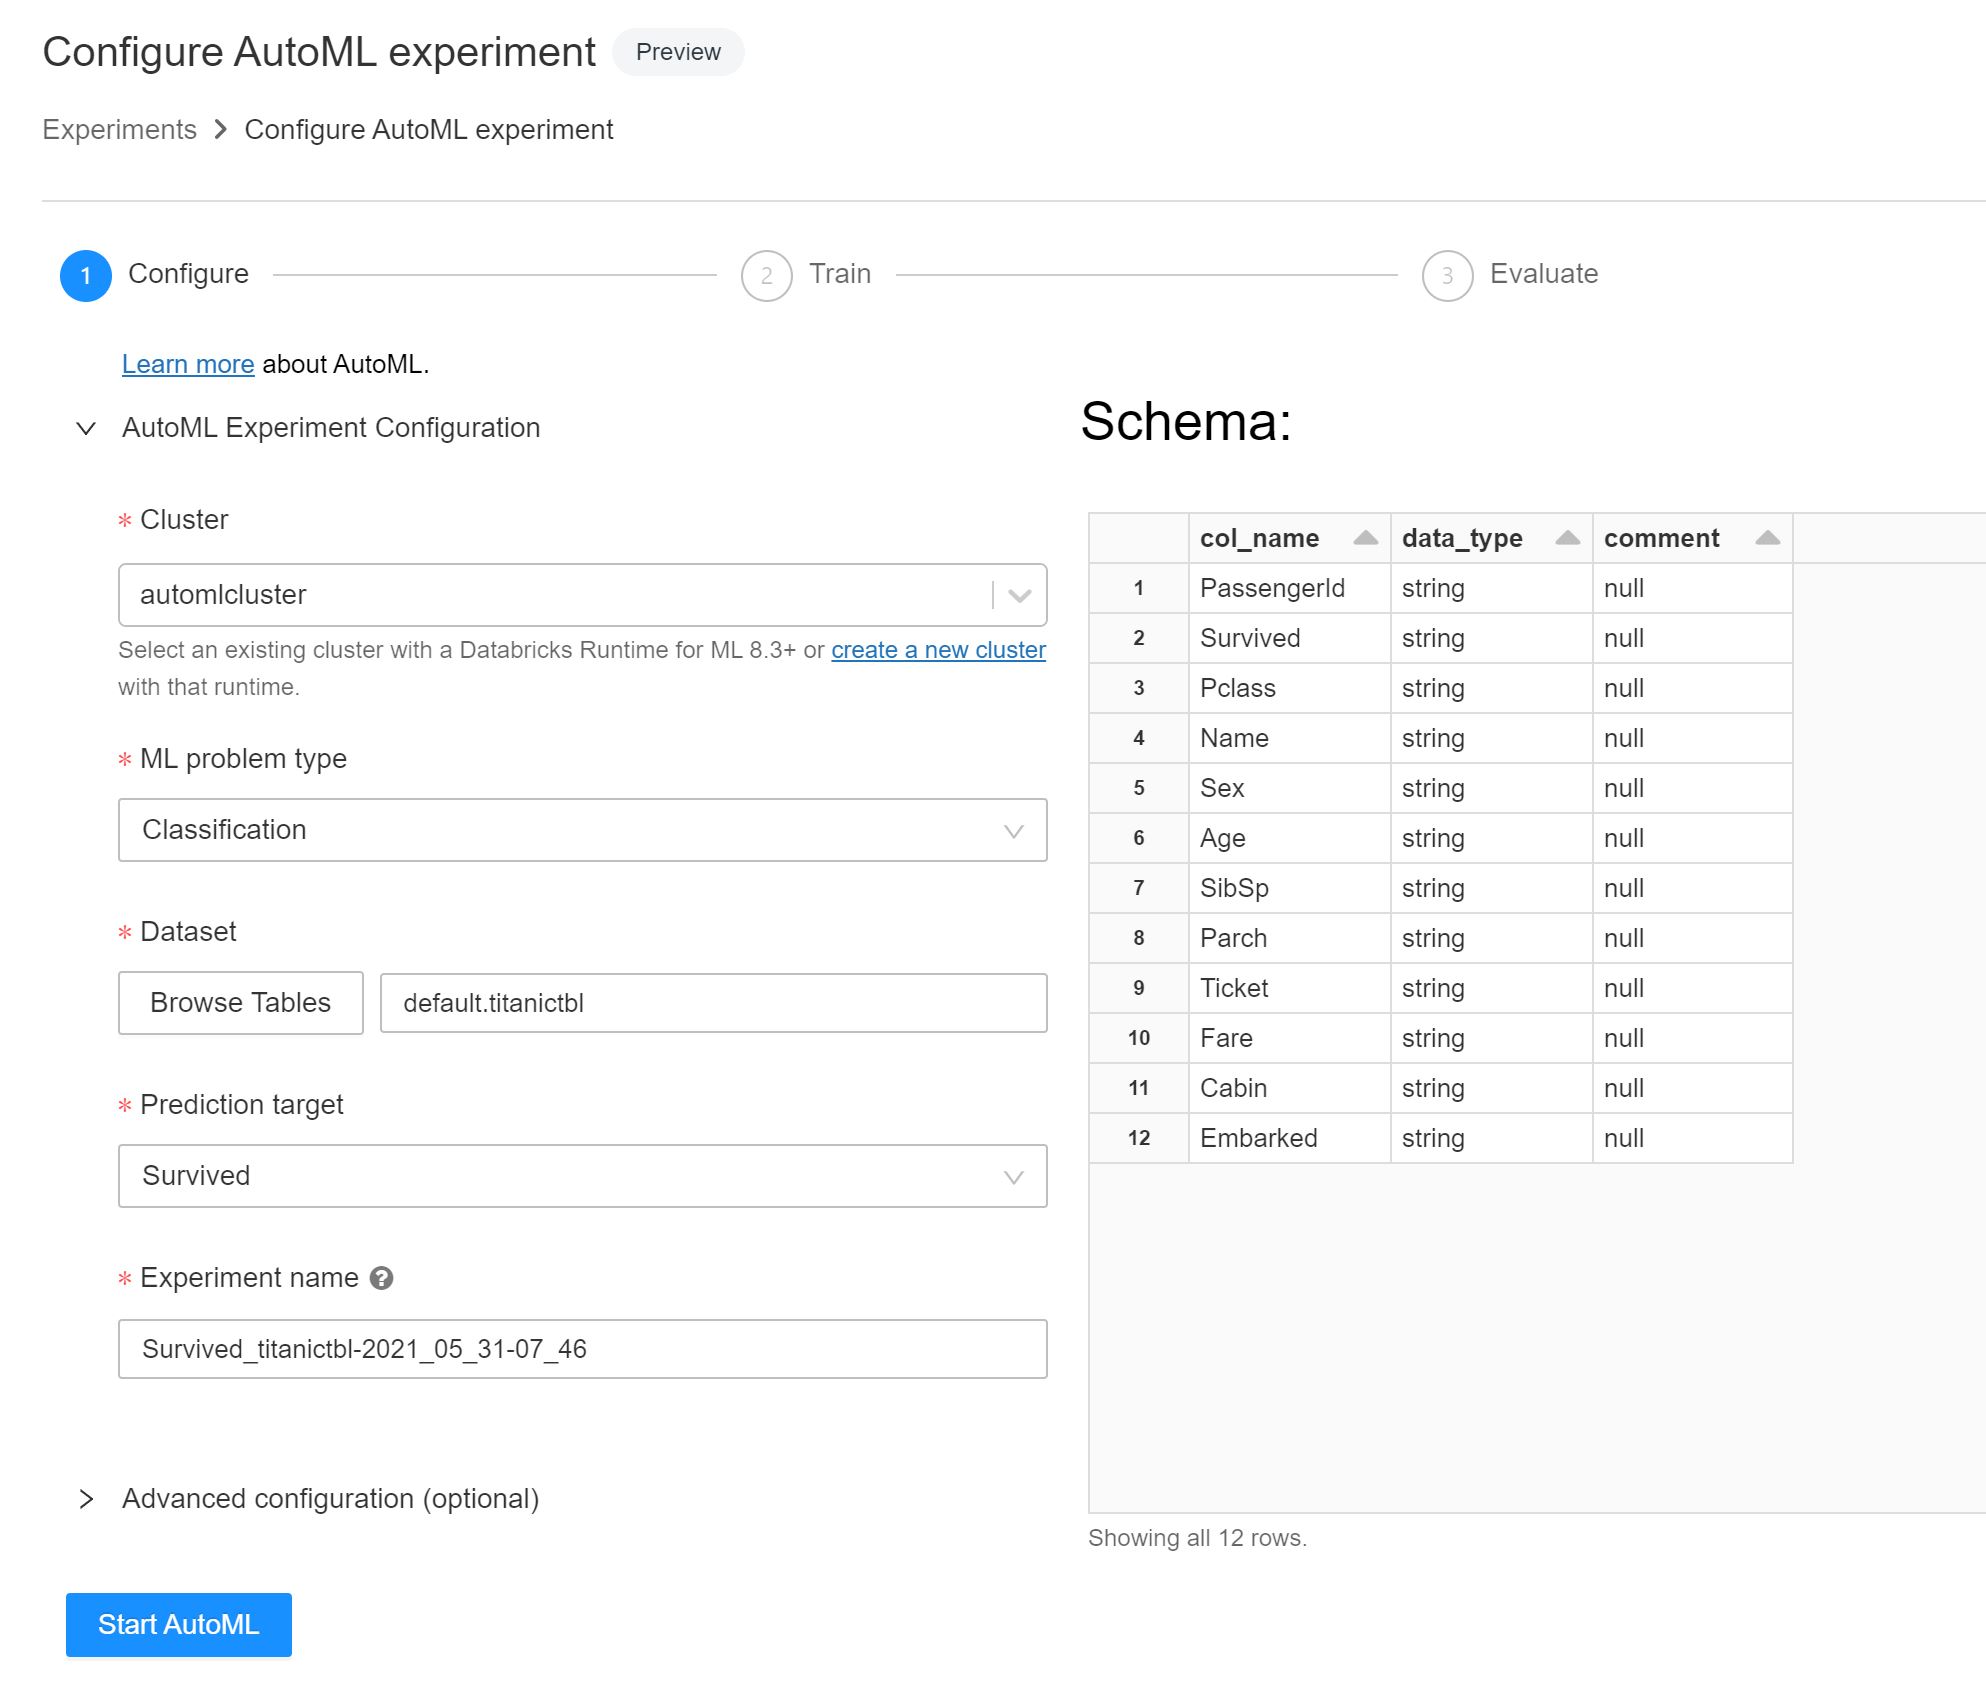 Configure AutoML experiment Preview
Experiments > Configure AutoML experiment
1 Configure 2 Train 3 Evaluate
Learn more about AutoML.
AutoML Experiment Configuration
* Cluster
automlcluster
Select an existing cluster with a Databricks Runtime for ML 8.3+ or create a new cluster
with that runtime.
* ML problem type
Classification
* Dataset
Browse Tables default.titanictbl
* Prediction target
Survived
* Experiment name ?
Survived_titanictbl-2021_05_31-07_46
Advanced configuration (optional)
Start AutoML
Schema:
col_name data_type comment
1 PassengerId string null
2 Survived string null
3 Pclass string null
4 Name string null
5 Sex string null
6 Age string null
7 SibSp string null
8 Parch string null
9 Ticket string null
10 Fare string null
11 Cabin string null
12 Embarked string null
Showing all 12 rows.